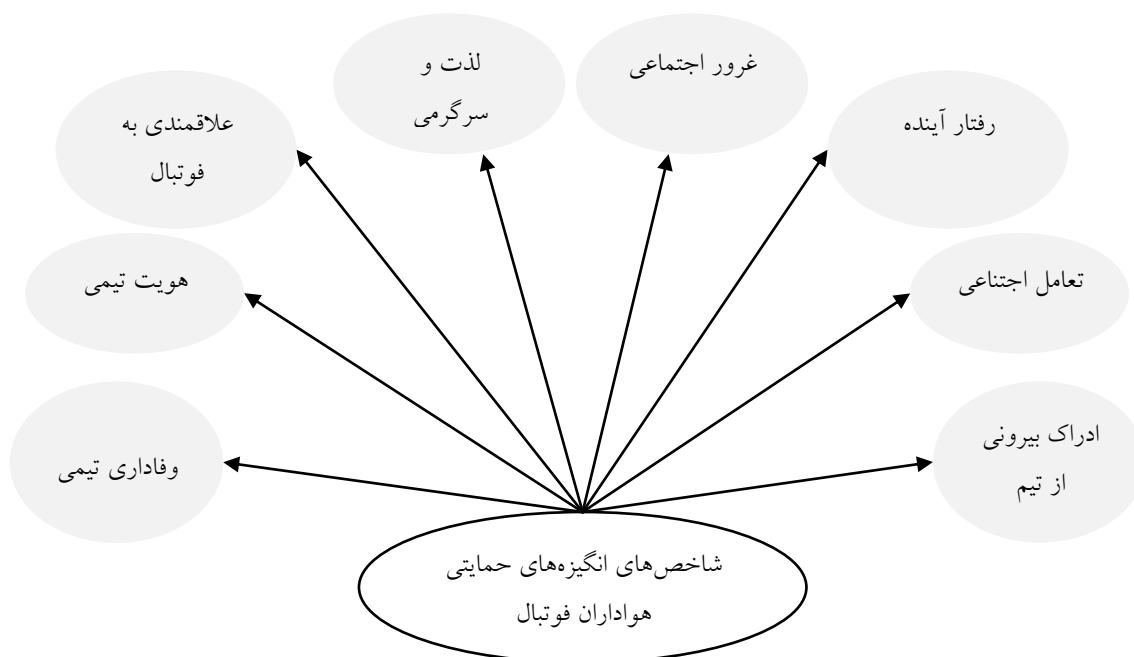 غرور اجتماعی
لذت و
سرگرمی
رفتار آینده
علاقمندی به
فوتبال
تعامل اجتناعی
هویت تیمی
ادراک بیرونی
از تیم
وفاداری تیمی
شاخص‌های انگیزه‌های حمایتی
هواداران فوتبال